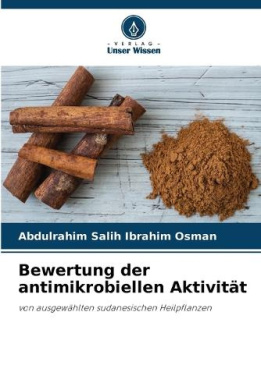 - VERLAG -
Unser Wissen
Abdulrahim Salih Ibrahim Osman
Bewertung der
antimikrobiellen Aktivität
von ausgewählten sudanesischen Heilpflanzen